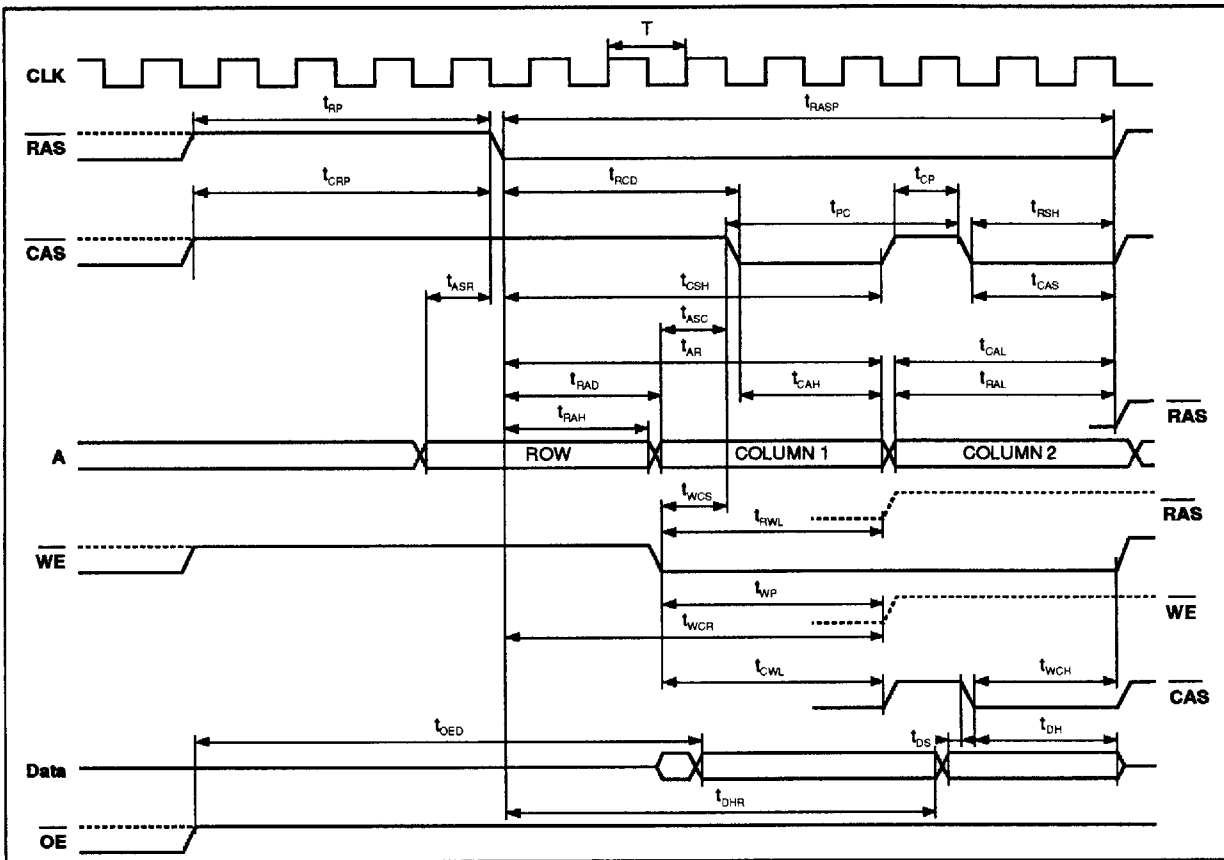 T
CLK
tRP
tRASP
RAS
tCRP
tRCD
tCP
tPC
tRSH
CAS
tASR
tCSH
tCAS
tASC
tAR
tCAL
tRAD
tCAH
tRAL
tRAH
RAS
A
ROW
COLUMN 1
COLUMN 2
tWCS
tRWL
RAS
WE
tWP
WE
tWCR
tCWL
tWCH
CAS
tOED
tDS
tDH
Data
tDHR
OE